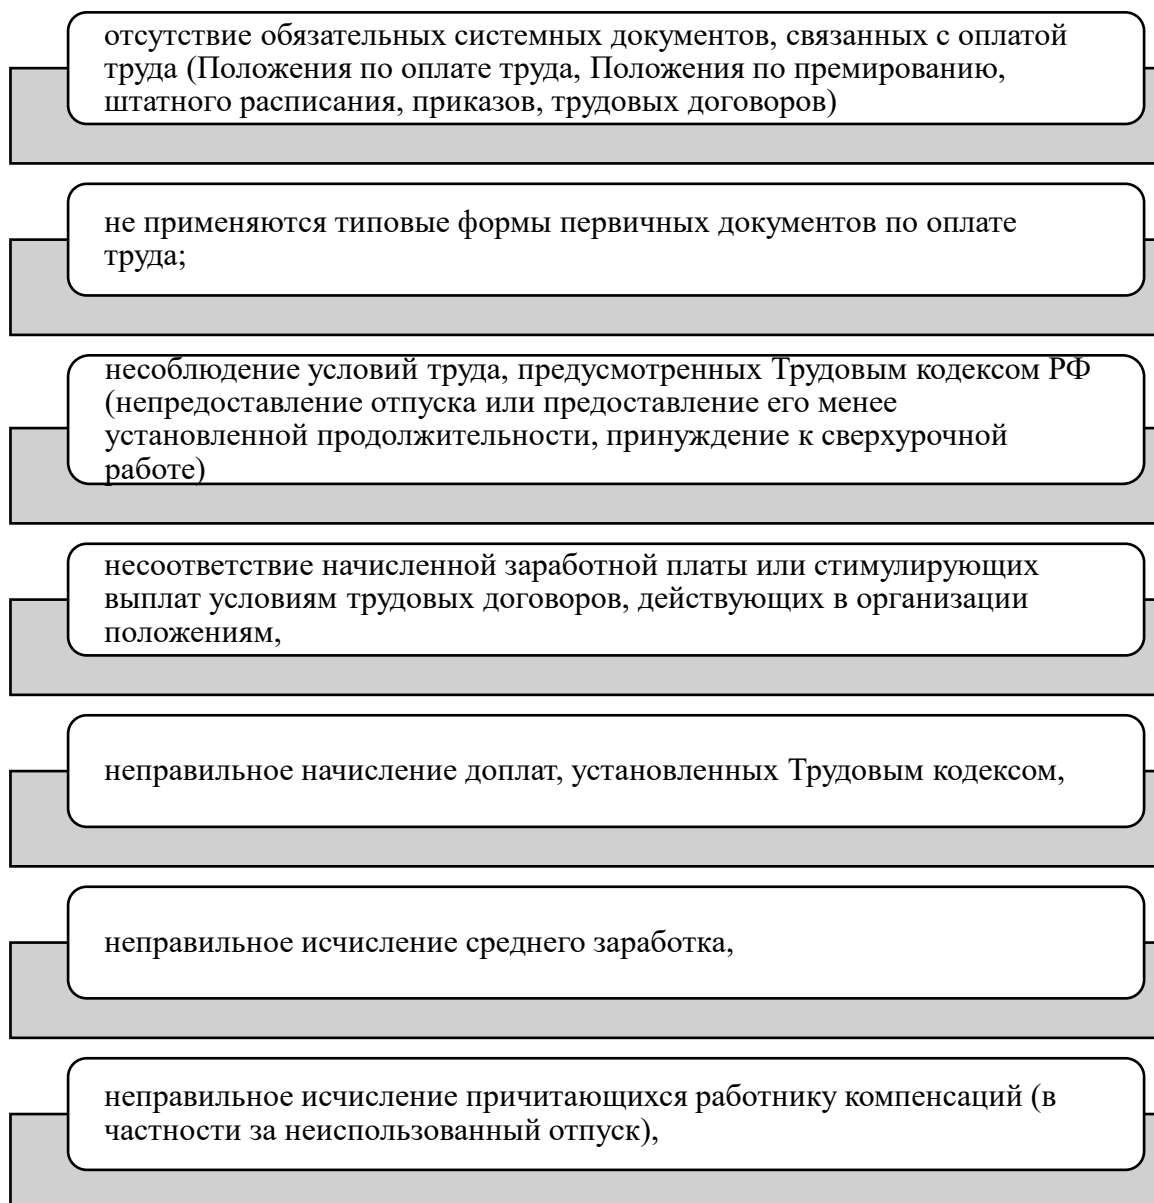 отсутствие обязательных системных документов, связанных с оплатой
труда (Положения по оплате труда, Положения по премированию,
штатного расписания, приказов, трудовых договоров)
не применяются типовые формы первичных документов по оплате
труда;
несоблюдение условий труда, предусмотренных Трудовым кодексом РФ
(непредоставление отпуска или предоставление его менее
установленной продолжительности, принуждение к сверхурочной
работе)
несоответствие начисленной заработной платы или стимулирующих
выплат условиям трудовых договоров, действующих в организации
положениям,
неправильное начисление доплат, установленных Трудовым кодексом,
неправильное исчисление среднего заработка,
неправильное исчисление причитающихся работнику компенсаций (в
частности за неиспользованный отпуск),